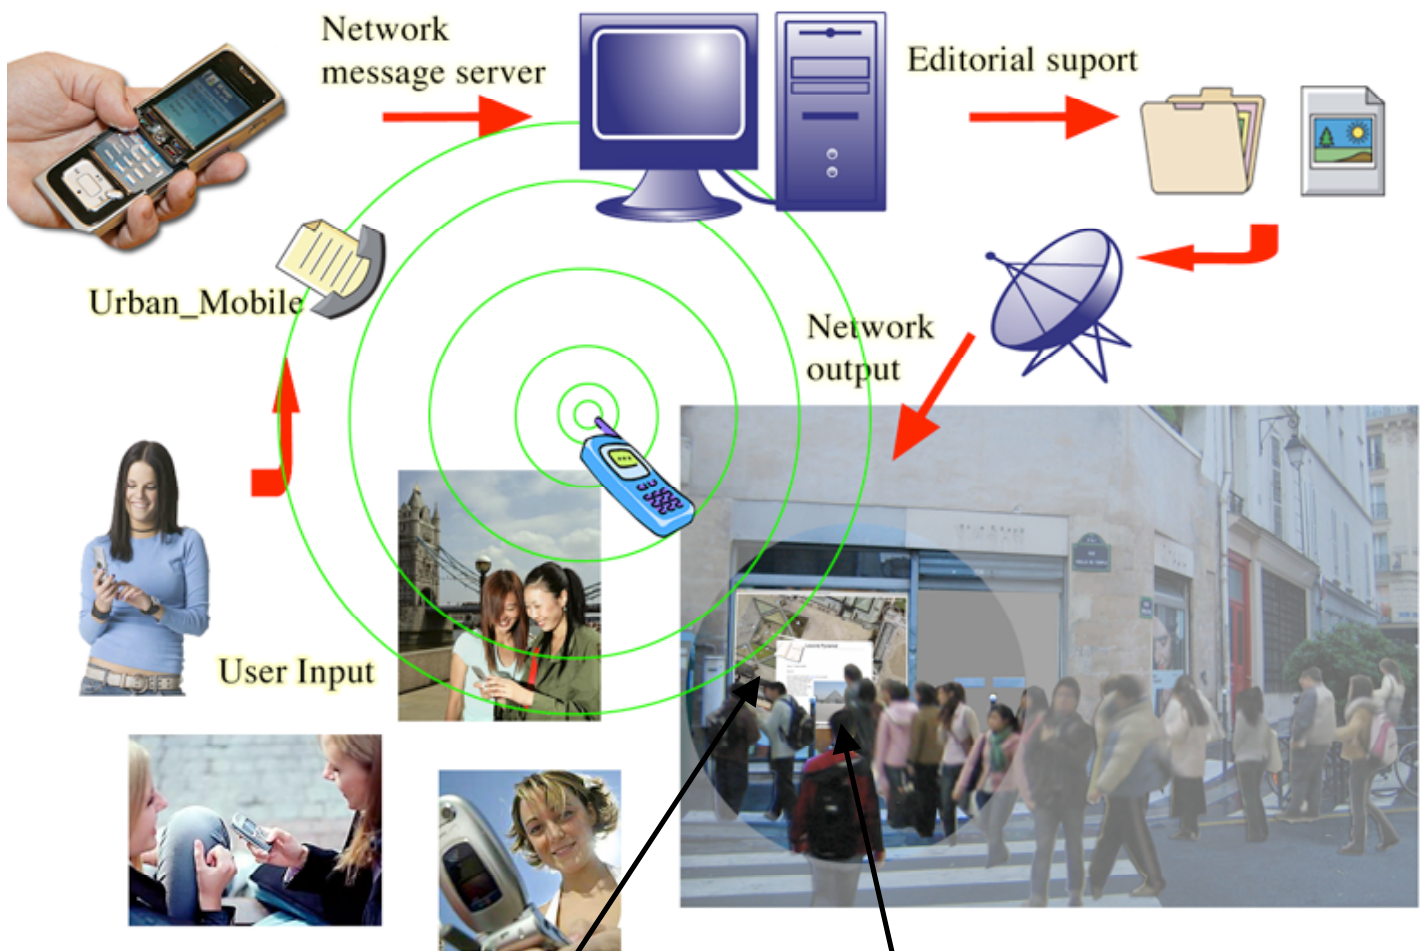 Network
message server
Editorial suport
Urban_Mobile
Network
output
User Input